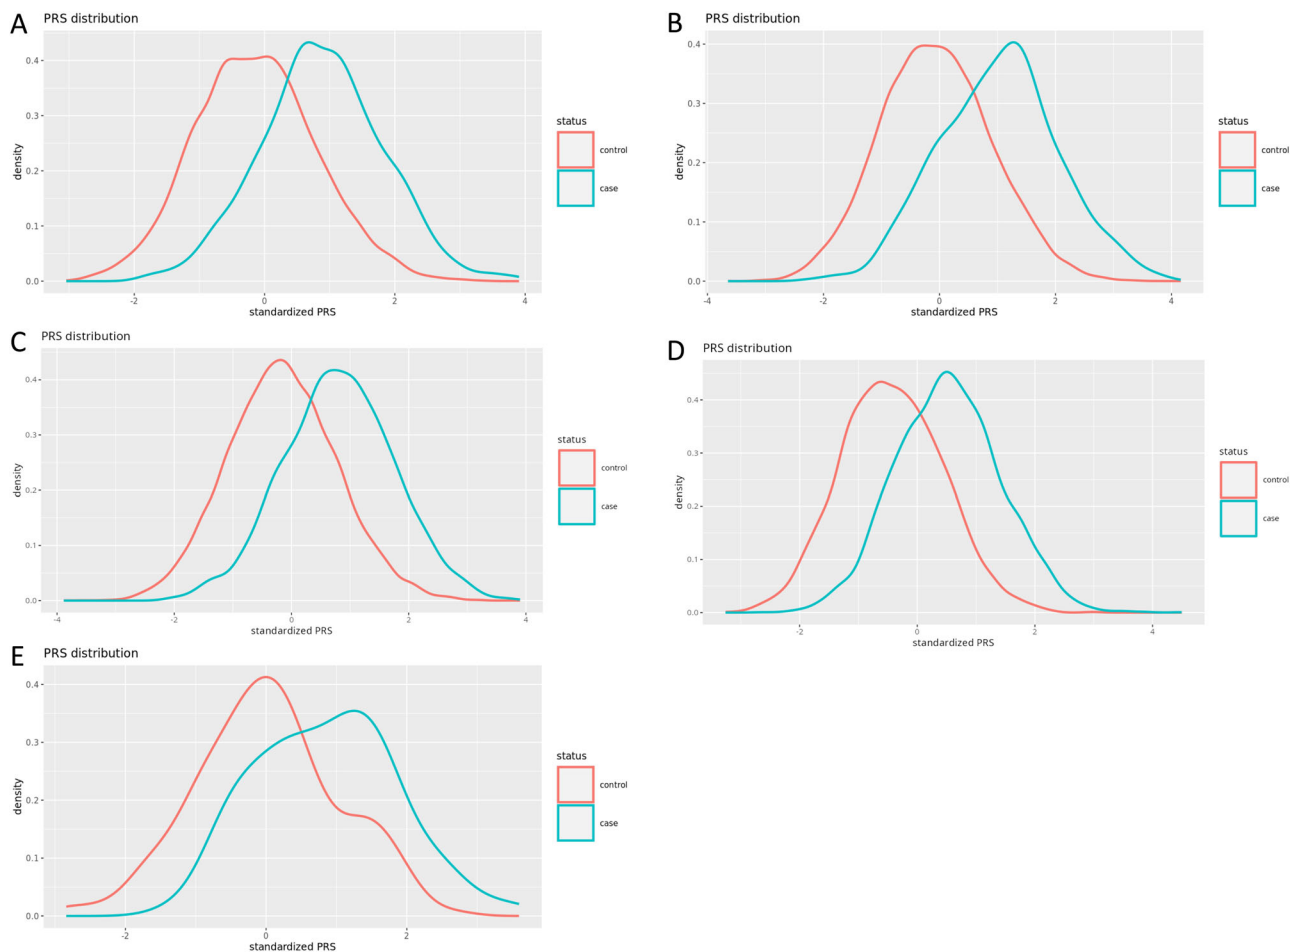 A
PRS distribution
0.4
0.3
0.2
0.1
0.0
density
-2
0
2
4
standardized PRS
status
control
case
B
PRS distribution
0.4
0.3
0.2
0.1
0.0
density
-4
-2
0
2
4
standardized PRS
status
control
case
C
PRS distribution
0.4
0.3
0.2
0.1
0.0
density
-4
-2
0
2
4
standardized PRS
status
control
case
D
PRS distribution
0.4
0.3
0.2
0.1
0.0
density
-2
0
2
4
standardized PRS
status
control
case
E
PRS distribution
0.4
0.3
0.2
0.1
0.0
density
-2
0
2
standardized PRS
status
control
case